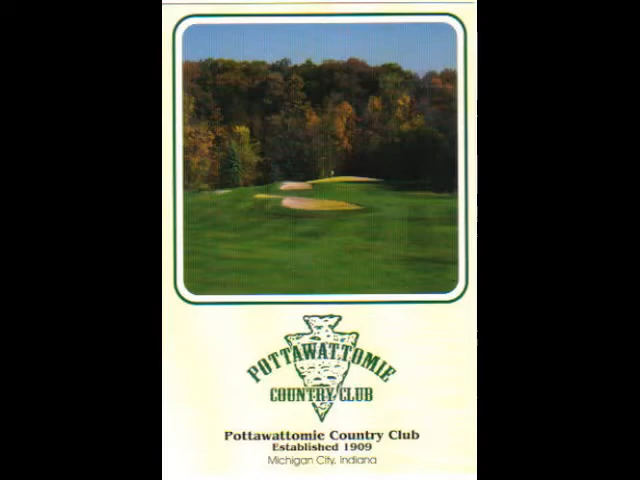 POTTAWATTOMIE
COUNTRY CLUB
Pottawattomie Country Club
Established 1909
Michigan City, Indiana